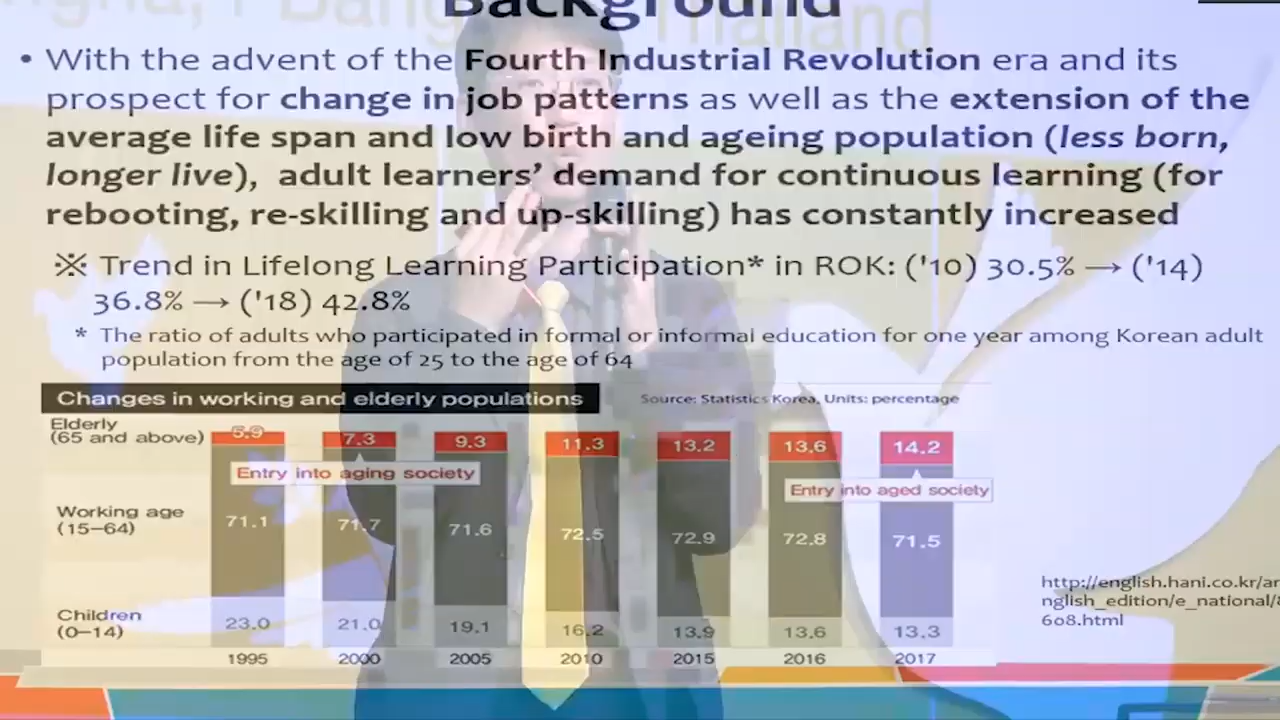 Background
• With the advent of the Fourth Industrial Revolution era and its
prospect for change in job patterns as well as the extension of the
average life span and low birth and ageing population (less born,
longer live), adult learners' demand for continuous learning (for
rebooting, re-skilling and up-skilling) has constantly increased
※ Trend in Lifelong Learning Participation* in ROK: ('10) 30.5% → ('14)
36.8% → ('18) 42.8%
* The ratio of adults who participated in formal or informal education for one year among Korean adult
population from the age of 25 to the age of 64
Changes in working and elderly populations
Source: Statistics Korea, Units: percentage
Elderly
(65 and above)
5.9 7.3 9.3 11.3 13.2 13.6 14.2
Entry into aging society
Entry into aged society
Working age
(15–64)
71.1 71.7 71.6 72.5 72.9 72.8 71.5
Children
(0–14)
23.0 21.0 19.1 16.2 13.9 13.6 13.3
1995 2000 2005 2010 2015 2016 2017
http://english.hani.co.kr/ar
nglish_edition/e_national/
608.html
Thailand